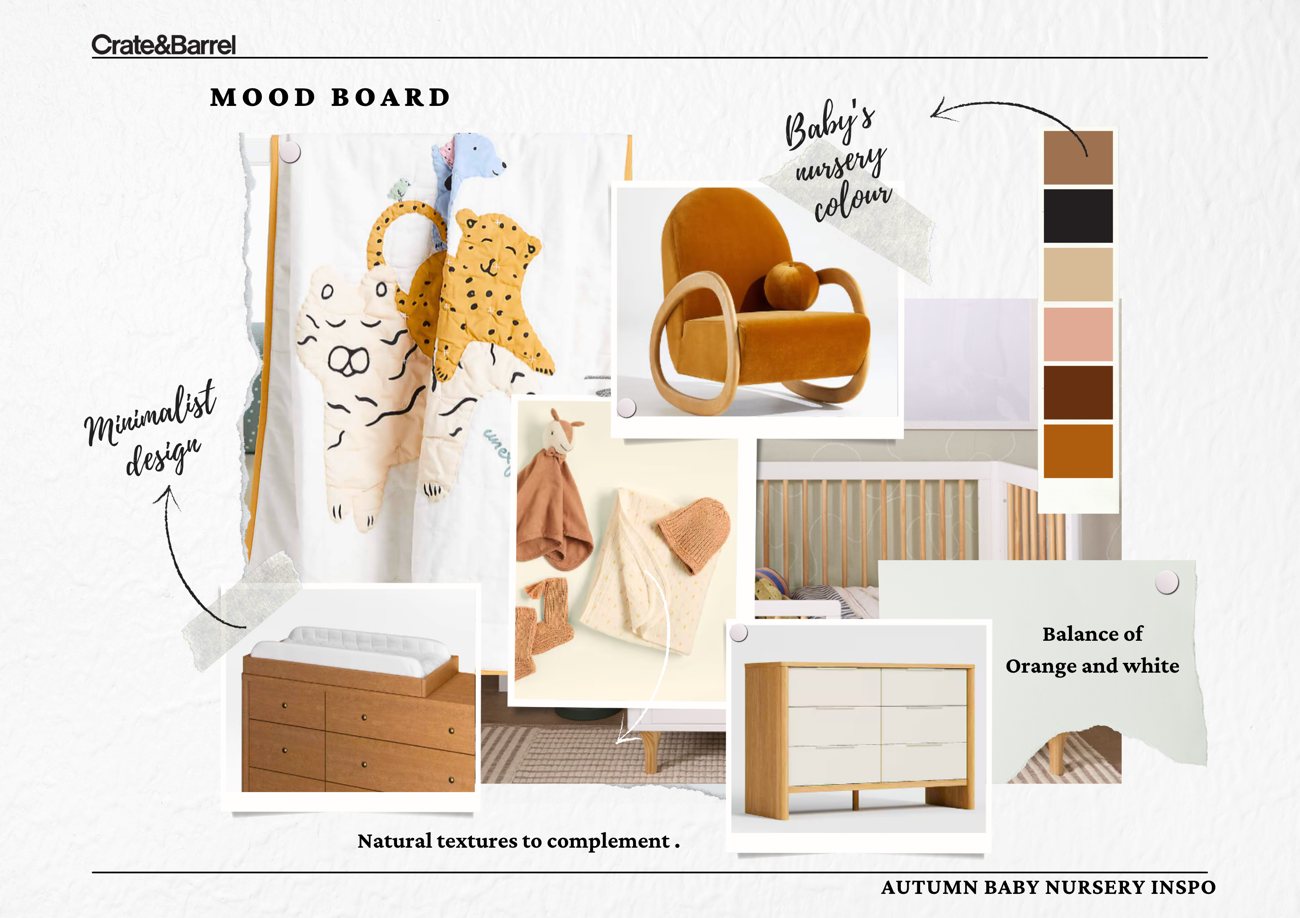 Crate&Barrel
MOOD BOARD
Baby's
nursery
colour
Minimalist
design
Balance of
Orange and white
Natural textures to complement .
AUTUMN BABY NURSERY INSPO